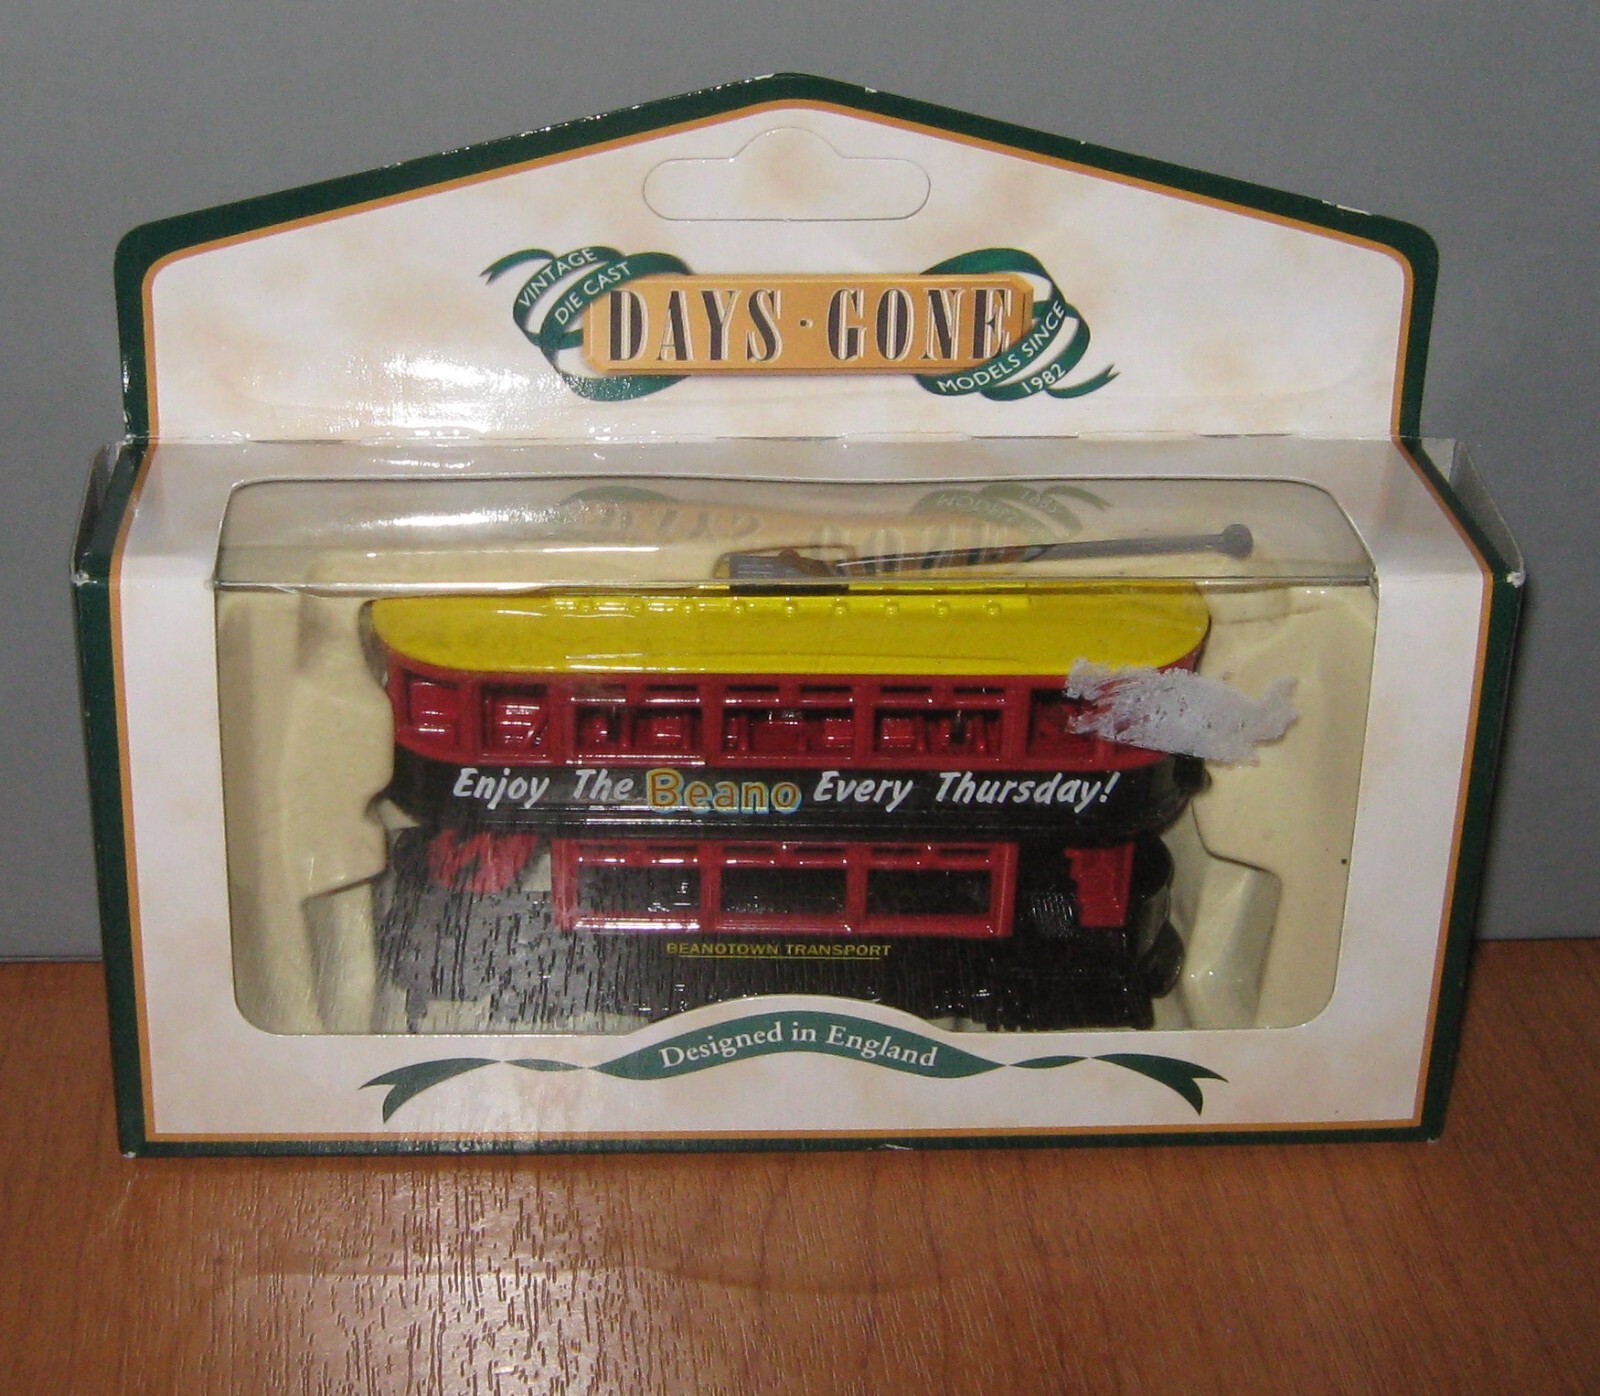 VINTAGE
DIE CAST
DAYS · GONE
MODELS SINCE
1982
Enjoy The Beano Every Thursday!
BEANOTOWN TRANSPORT
Designed in England